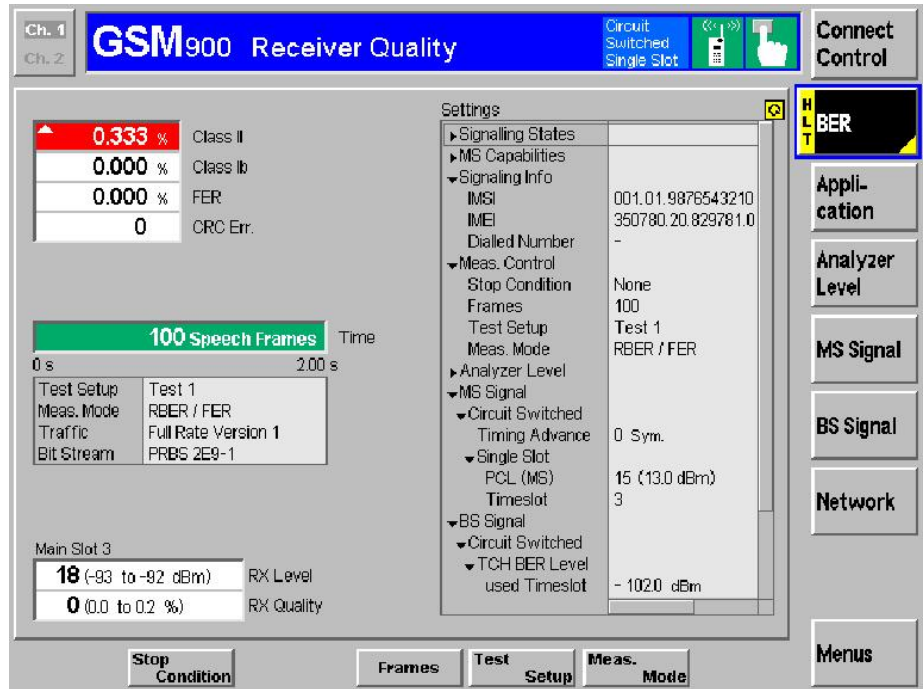 Ch. 1
Ch. 2
GSM900 Receiver Quality
Circuit
Switched
Single Slot
Connect
Control
0.333 % Class II
0.000 % Class Ib
0.000 % FER
0 CRC Err.
100 Speech Frames Time
0 s 2.00 s
Test Setup Test 1
Meas. Mode RBER / FER
Traffic Full Rate Version 1
Bit Stream PRBS 2E9-1
Main Slot 3
18 (-93 to -92 dBm) RX Level
0 (0.0 to 0.2 %) RX Quality
Settings
Signalling States
MS Capabilities
Signaling Info
IMSI 001.01.9876543210
IMEI 350780.20.829781.0
Dialled Number -
Meas. Control
Stop Condition None
Frames 100
Test Setup Test 1
Meas. Mode RBER / FER
Analyzer Level
MS Signal
Circuit Switched
Timing Advance 0 Sym.
Single Slot
PCL (MS) 15 (13.0 dBm)
Timeslot 3
BS Signal
Circuit Switched
TCH BER Level
used Timeslot - 102.0 dBm
HLT
BER
Appli-
cation
Analyzer
Level
MS Signal
BS Signal
Network
Menus
Stop
Condition
Frames
Test
Setup
Meas.
Mode